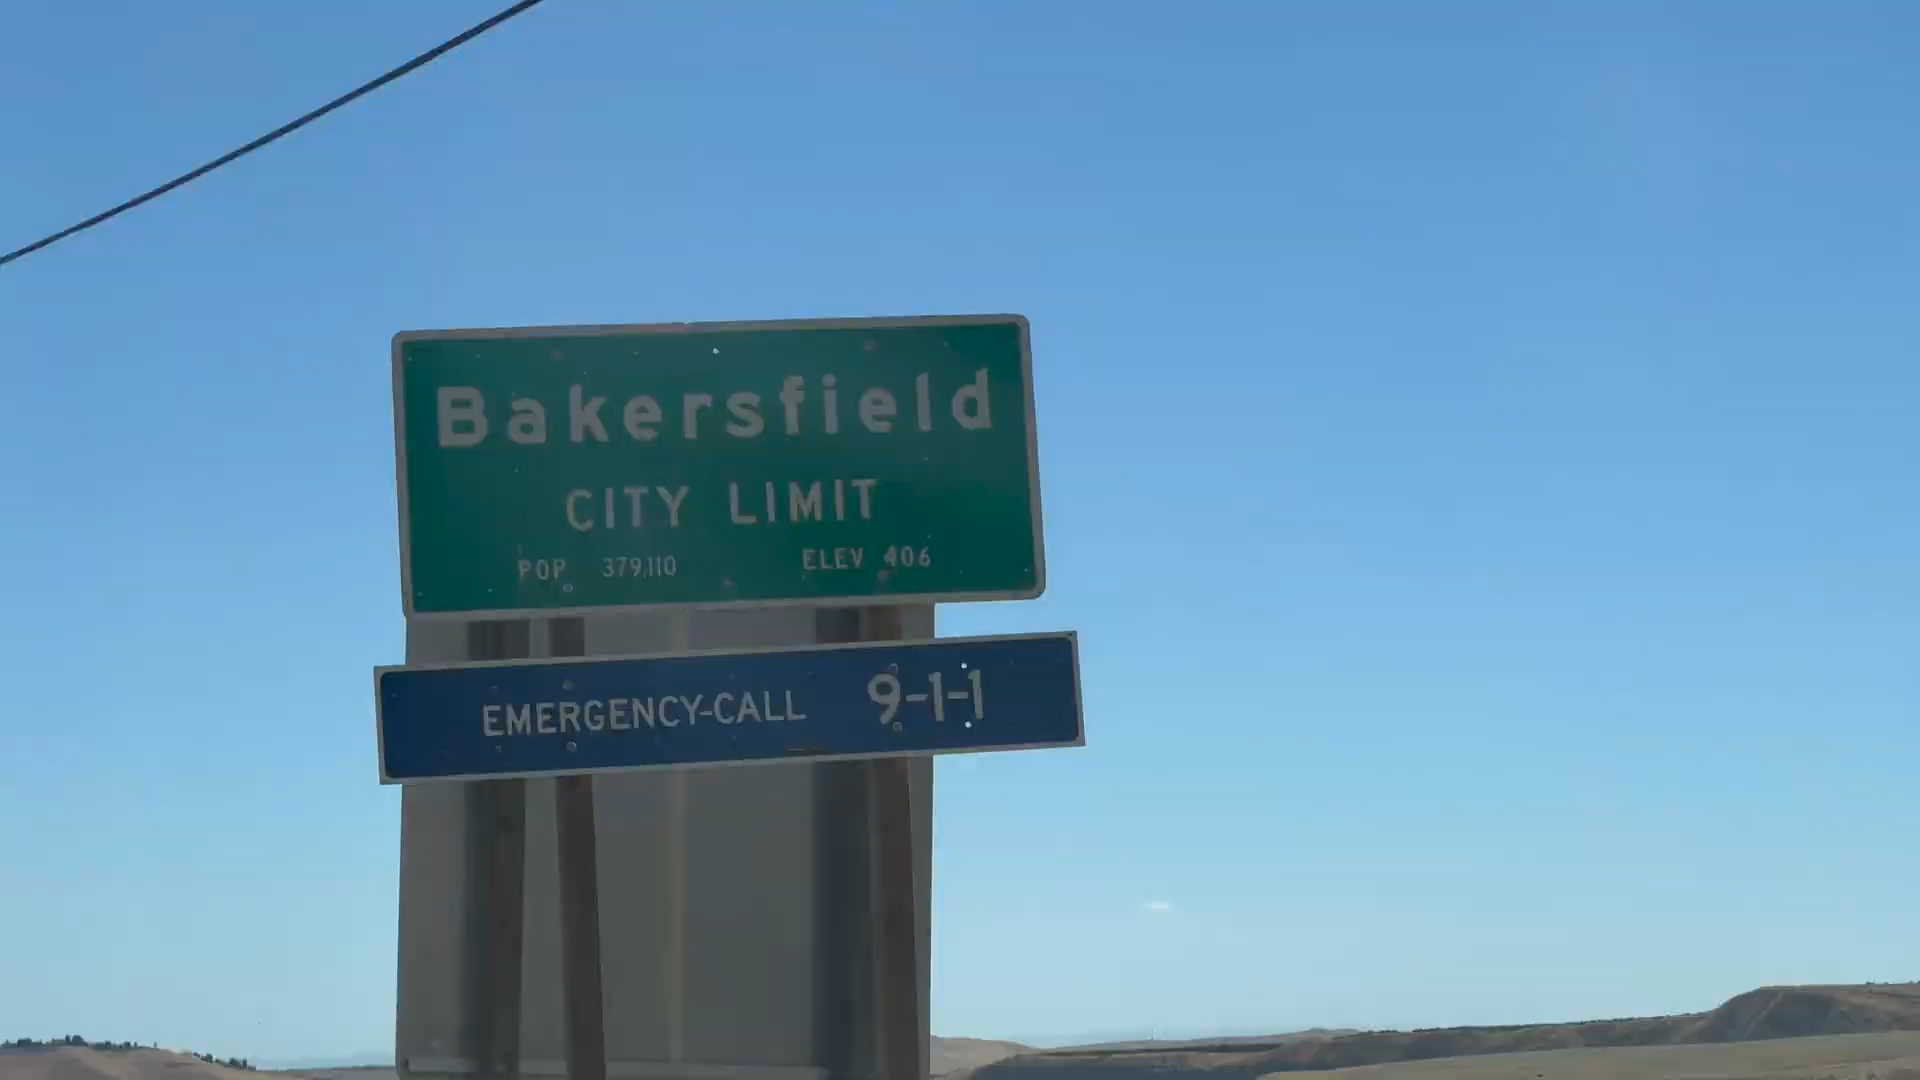 Bakersfield
CITY LIMIT
POP 379,110 ELEV 406
EMERGENCY-CALL 9-1-1